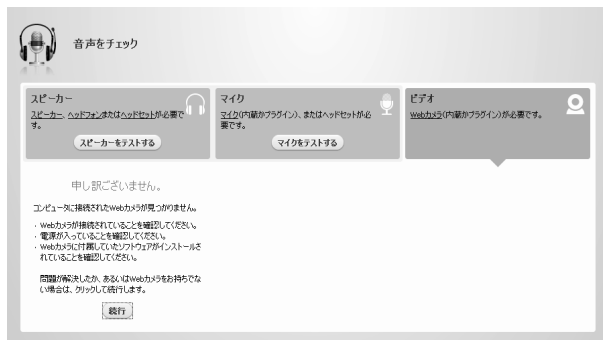 音声をチェック
スピーカー
スピーカー、ヘッドフォンまたはヘッドセットが必要で
す。
スピーカーをテストする
マイク
マイク(内蔵かプラグイン)、またはヘッドセットが必
要です。
マイクをテストする
ビデオ
Webカメラ(内蔵かプラグイン)が必要です。
申し訳ございません。
コンピュータに接続されたWebカメラが見つかりません。
・Webカメラが接続されていることを確認してください。
・電源が入っていることを確認してください。
・Webカメラに付属していたソフトウェアがインストールさ
れていることを確認してください。
問題が解決したか、あるいはWebカメラをお持ちでな
い場合は、クリックして続行します。
続行